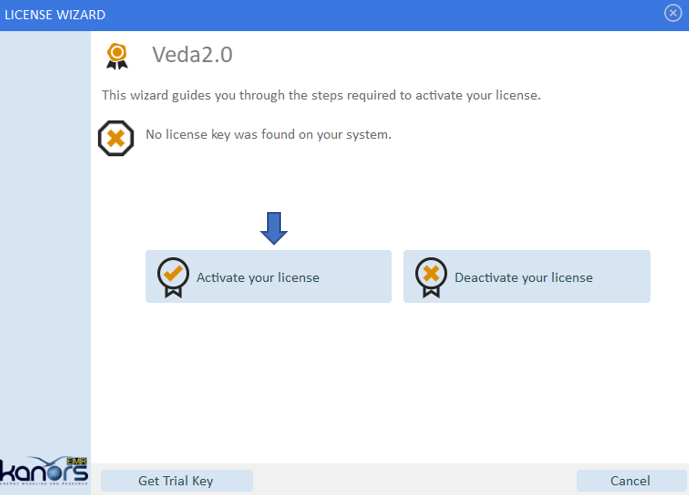 LICENSE WIZARD
Veda2.0
This wizard guides you through the steps required to activate your license.
No license key was found on your system.
Activate your license
Deactivate your license
EMR
kanors
ENERGY MODELING AND RESEARCH
Get Trial Key
Cancel